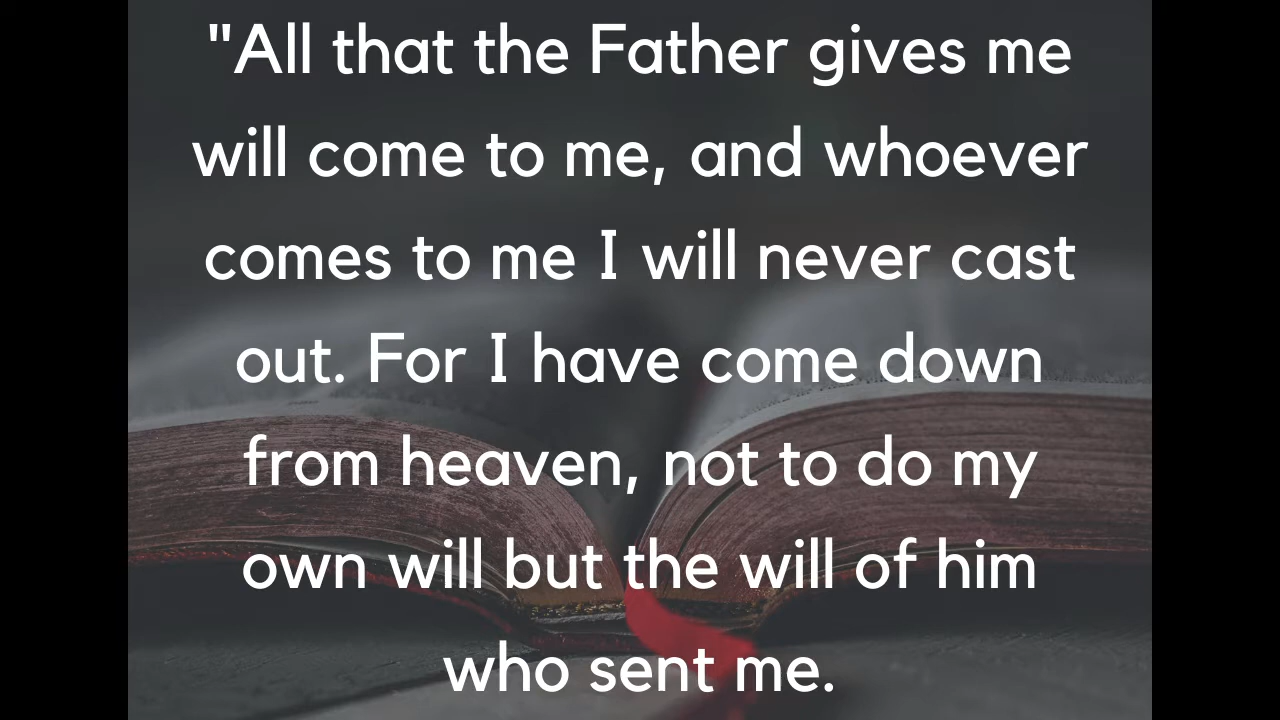 "All that the Father gives me
will come to me, and whoever
comes to me I will never cast
out. For I have come down
from heaven, not to do my
own will but the will of him
who sent me.